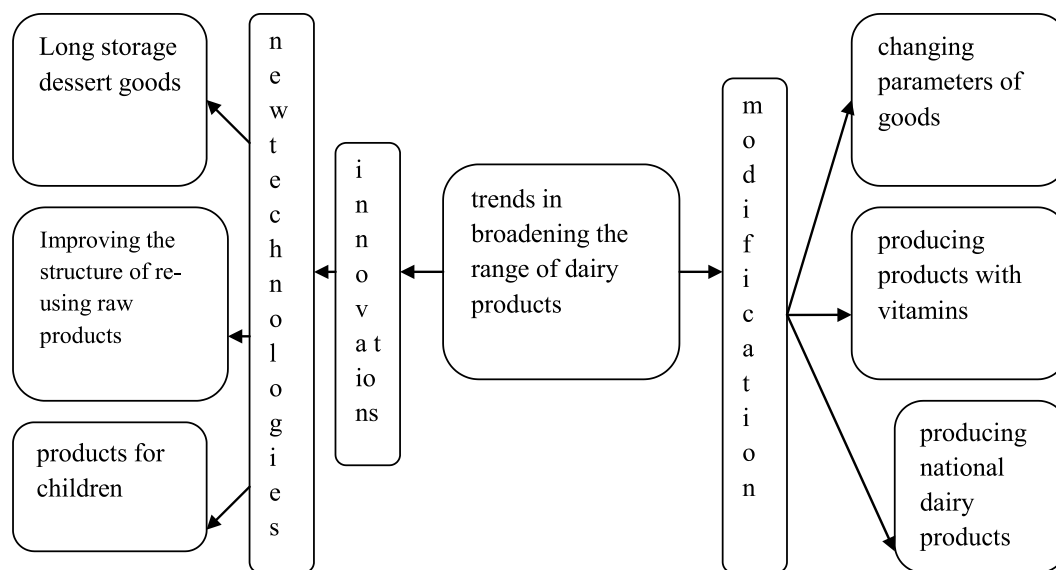 Long storage
dessert goods
Improving the
structure of re-
using raw
products
products for
children
n
e
w
t
e
c
h
n
o
l
o
g
i
e
s
i
n
n
o
v
a t
io
ns
trends in
broadening the
range of dairy
products
m
o
d
i
f
i
c
a
t
i
o
n
changing
parameters of
goods
producing
products with
vitamins
producing
national
dairy
products